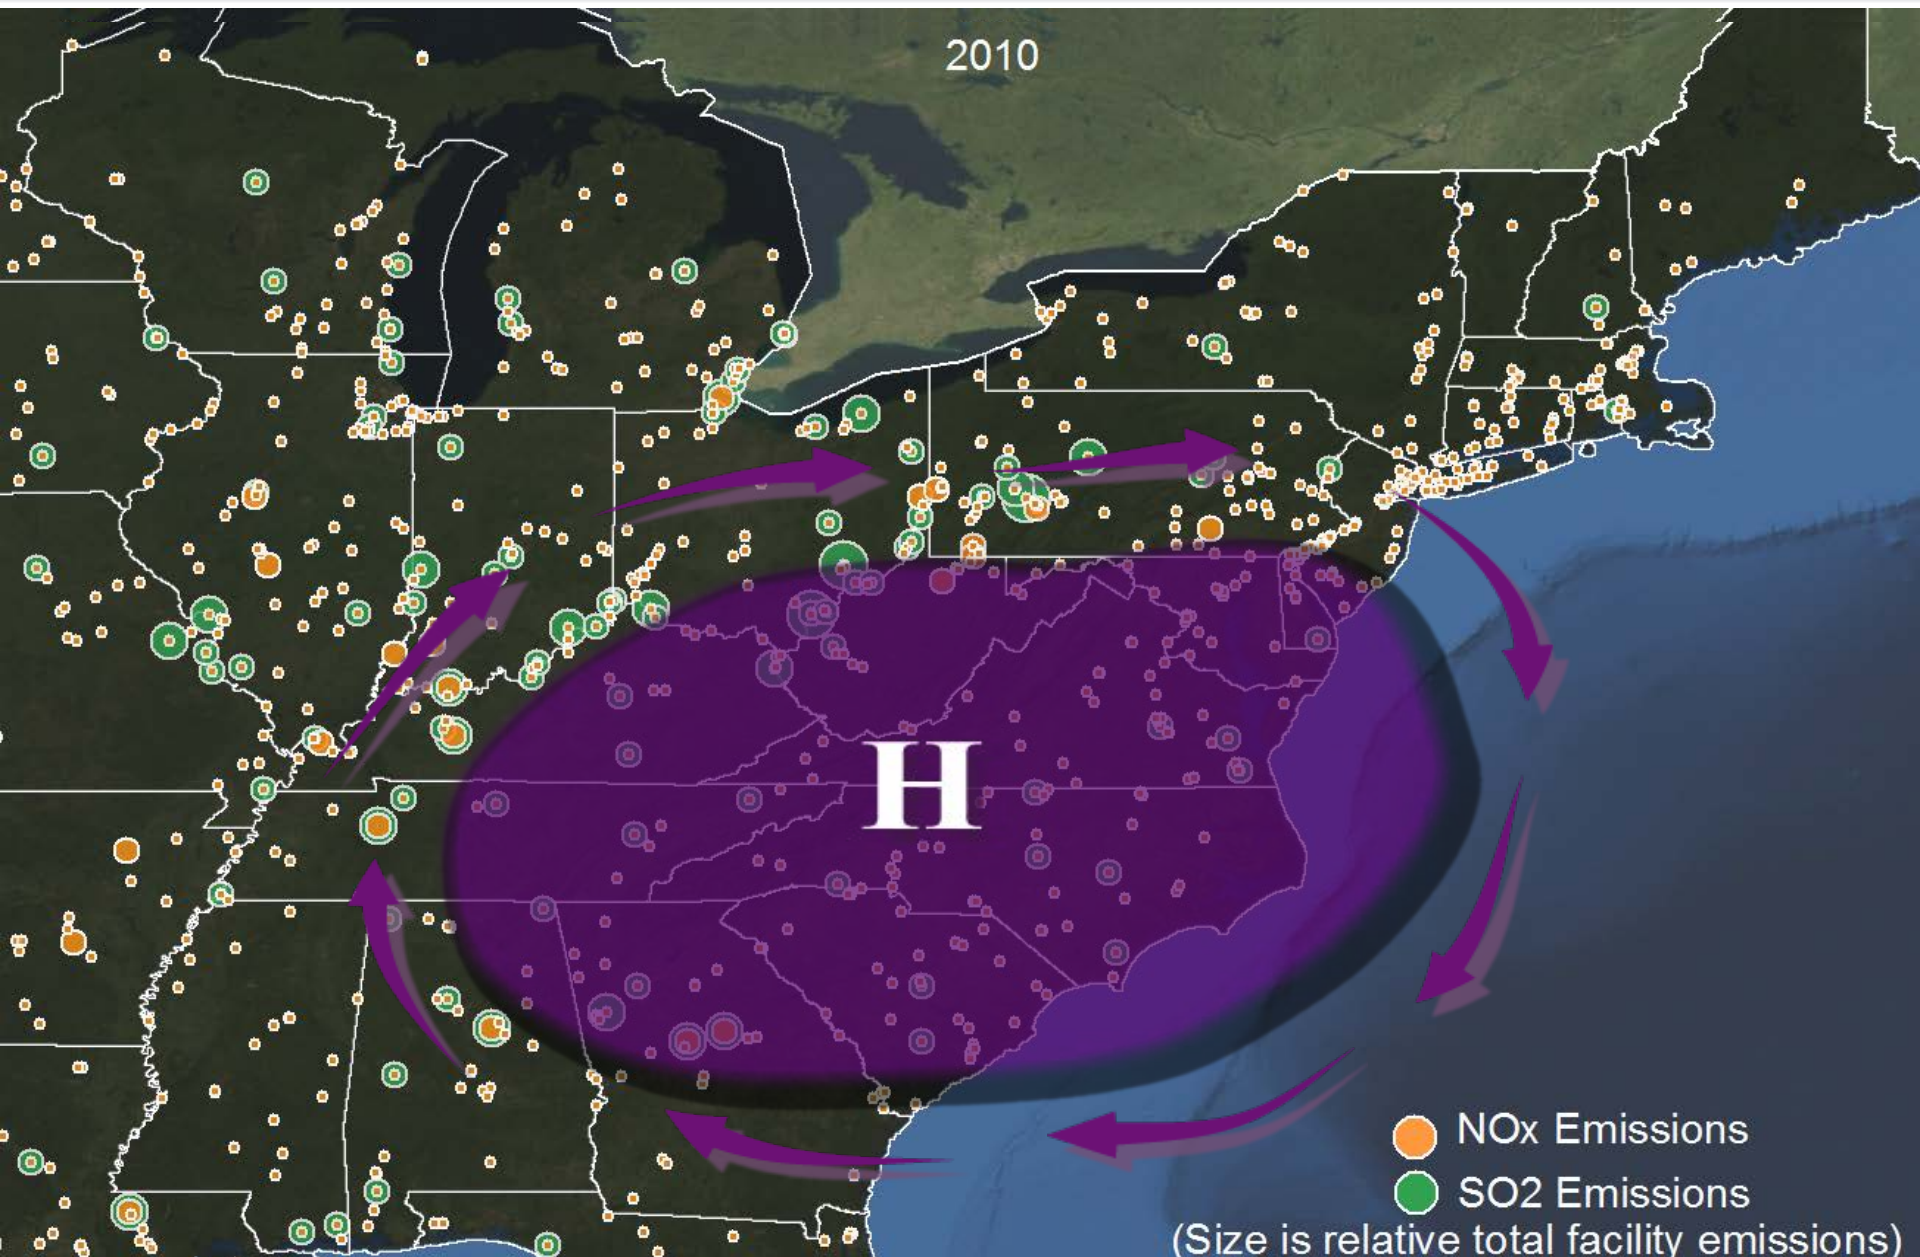 2010
H
NOx Emissions
SO2 Emissions
(Size is relative total facility emissions)